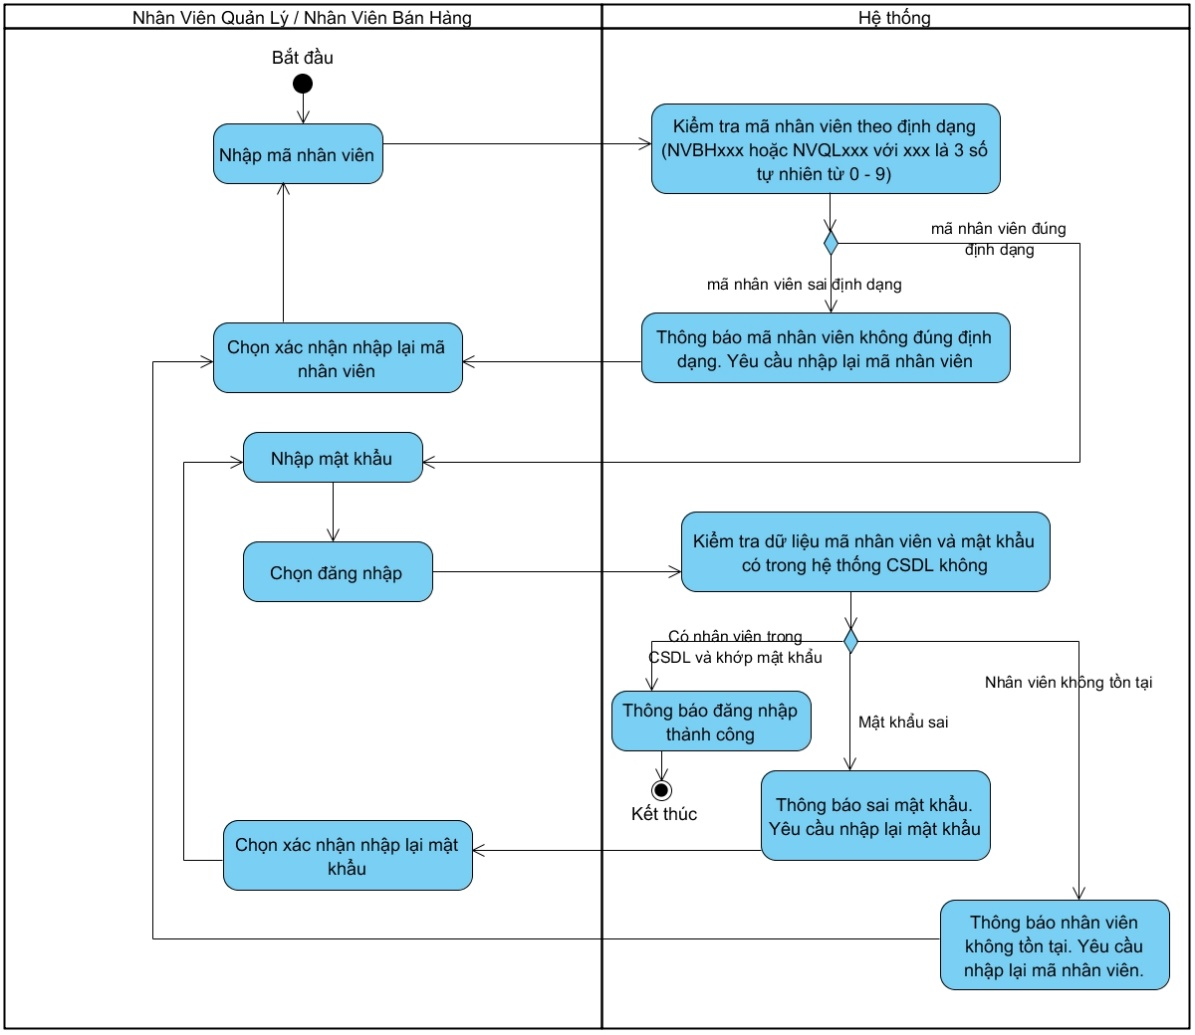 Nhân Viên Quản Lý / Nhân Viên Bán Hàng
Hệ thống
Bắt đầu
Nhập mã nhân viên
Kiểm tra mã nhân viên theo định dạng
(NVBHxxx hoặc NVQLxxx với xxx là 3 số
tự nhiên từ 0 - 9)
mã nhân viên đúng
định dạng
mã nhân viên sai định dạng
Chọn xác nhận nhập lại mã
nhân viên
Thông báo mã nhân viên không đúng định
dạng. Yêu cầu nhập lại mã nhân viên
Nhập mật khẩu
Chọn đăng nhập
Kiểm tra dữ liệu mã nhân viên và mật khẩu
có trong hệ thống CSDL không
Có nhân viên trong
CSDL và khớp mật khẩu
Nhân viên không tồn tại
Thông báo đăng nhập
thành công
Mật khẩu sai
Kết thúc
Thông báo sai mật khẩu.
Yêu cầu nhập lại mật khẩu
Chọn xác nhận nhập lại mật
khẩu
Thông báo nhân viên
không tồn tại. Yêu cầu
nhập lại mã nhân viên.